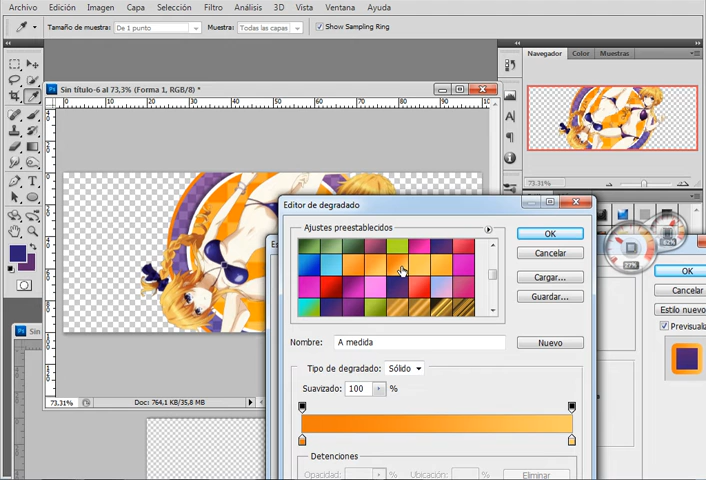 Archivo Edición Imagen Capa Selección Filtro Análisis 3D Vista Ventana Ayuda
Tamaño de muestra: De 1 punto Muestra: Todas las capas Show Sampling Ring
Navegador Color Muestras
Sin título-6 al 73,3% (Forma 1, RGB/8) *
73.31%
Editor de degradado
Ajustes preestablecidos
OK
Cancelar
Cargar...
Guardar...
Nombre: A medida Nuevo
Tipo de degradado: Sólido
Suavizado: 100 %
73,31% Doc: 764,1 KB/35,8 MB
Detenciones
Opacidad: % Ubicación: % Eliminar
OK
Cancelar
Estilo nuevo
Previsualiz
27%
Sin